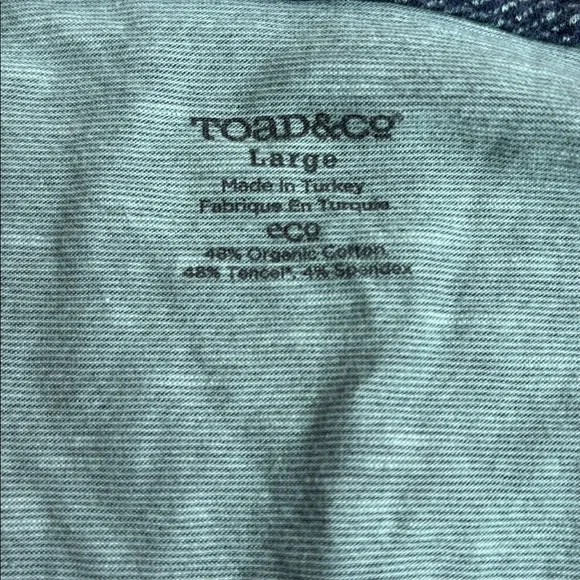 TOAD&CO®
Large
Made In Turkey
Fabrique En Turquie
eco
48% Organic Cotton,
48% Tencel®, 4% Spandex